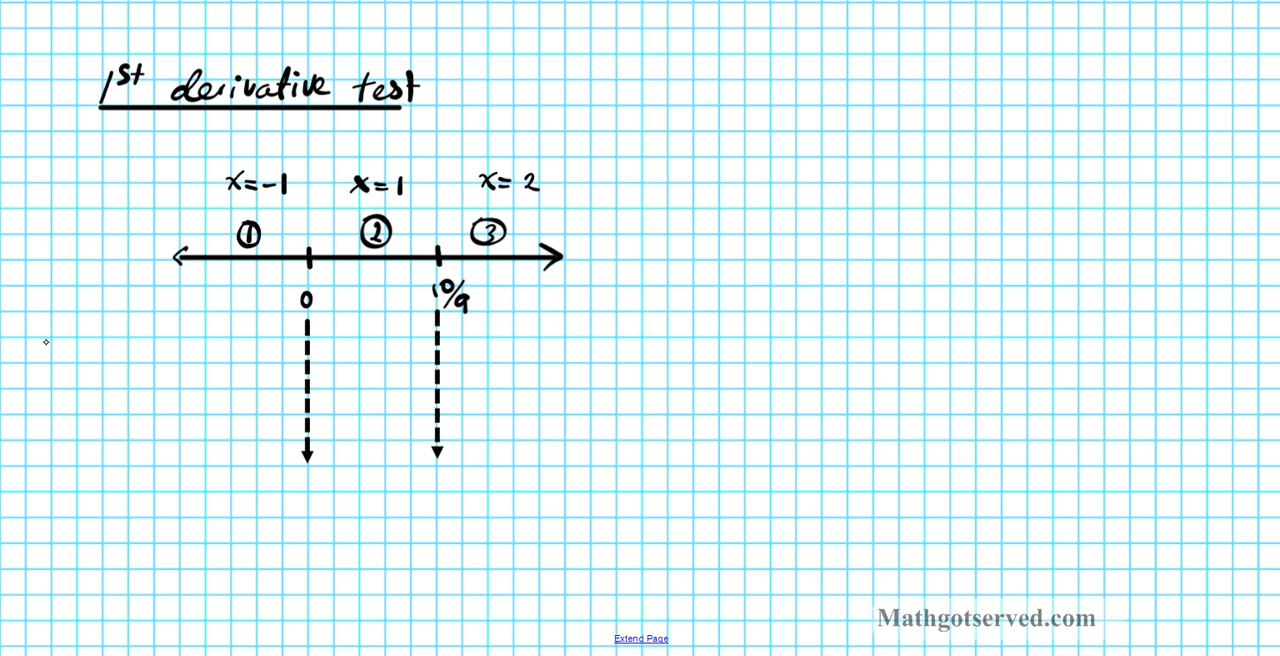 1st derivative test
x=-1 x=1 x=2
① ② ③
0 10/9
Mathgotserved.com
Extend Page